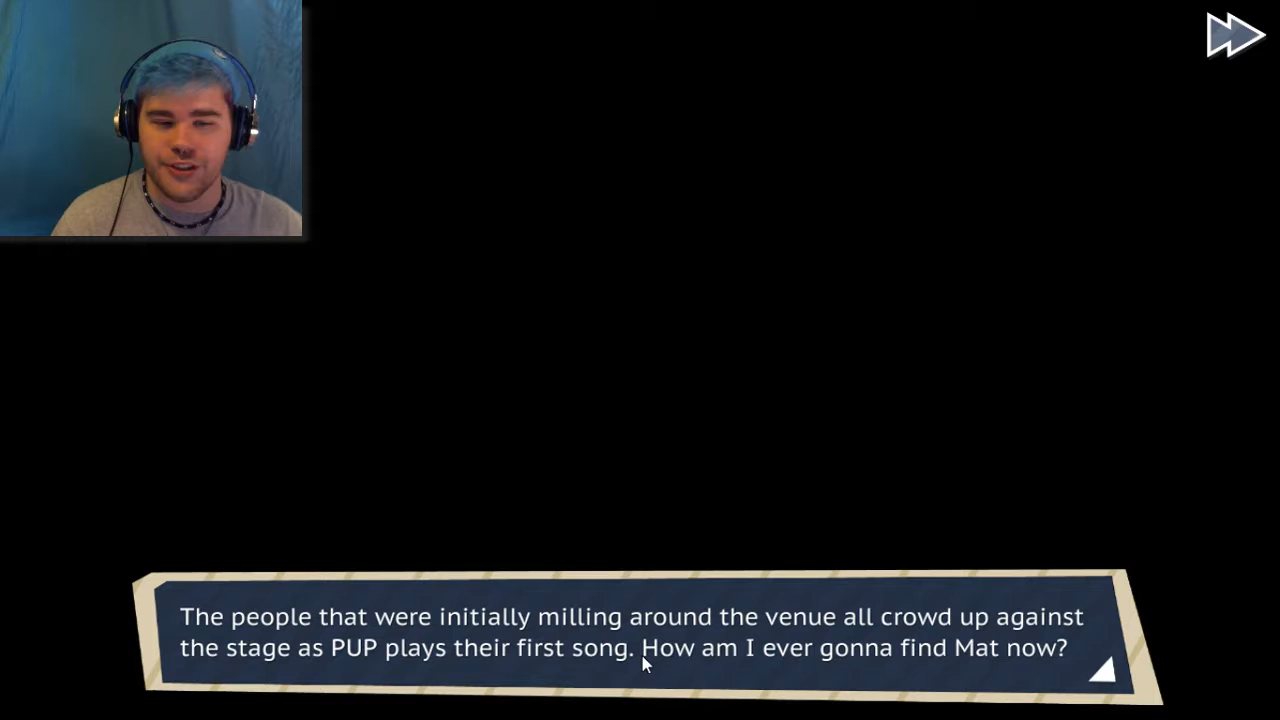 The people that were initially milling around the venue all crowd up against
the stage as PUP plays their first song. How am I ever gonna find Mat now?